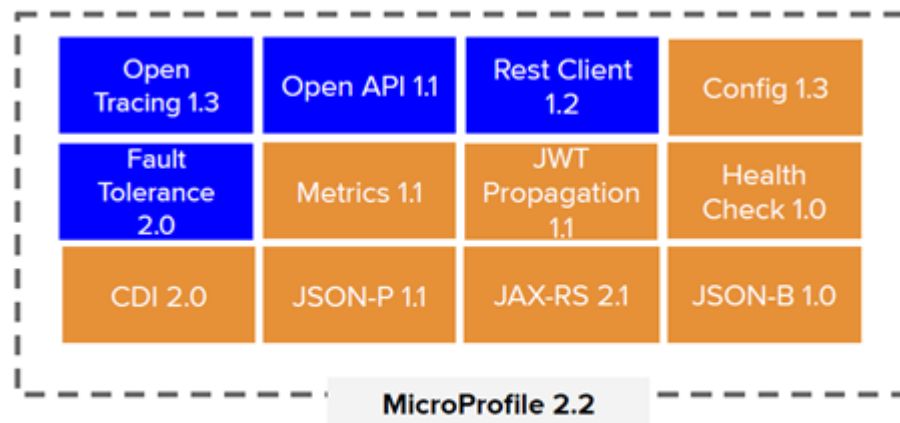 Open
Tracing 1.3
Open API 1.1
Rest Client
1.2
Config 1.3
Fault
Tolerance
2.0
Metrics 1.1
JWT
Propagation
1.1
Health
Check 1.0
CDI 2.0
JSON-P 1.1
JAX-RS 2.1
JSON-B 1.0
MicroProfile 2.2